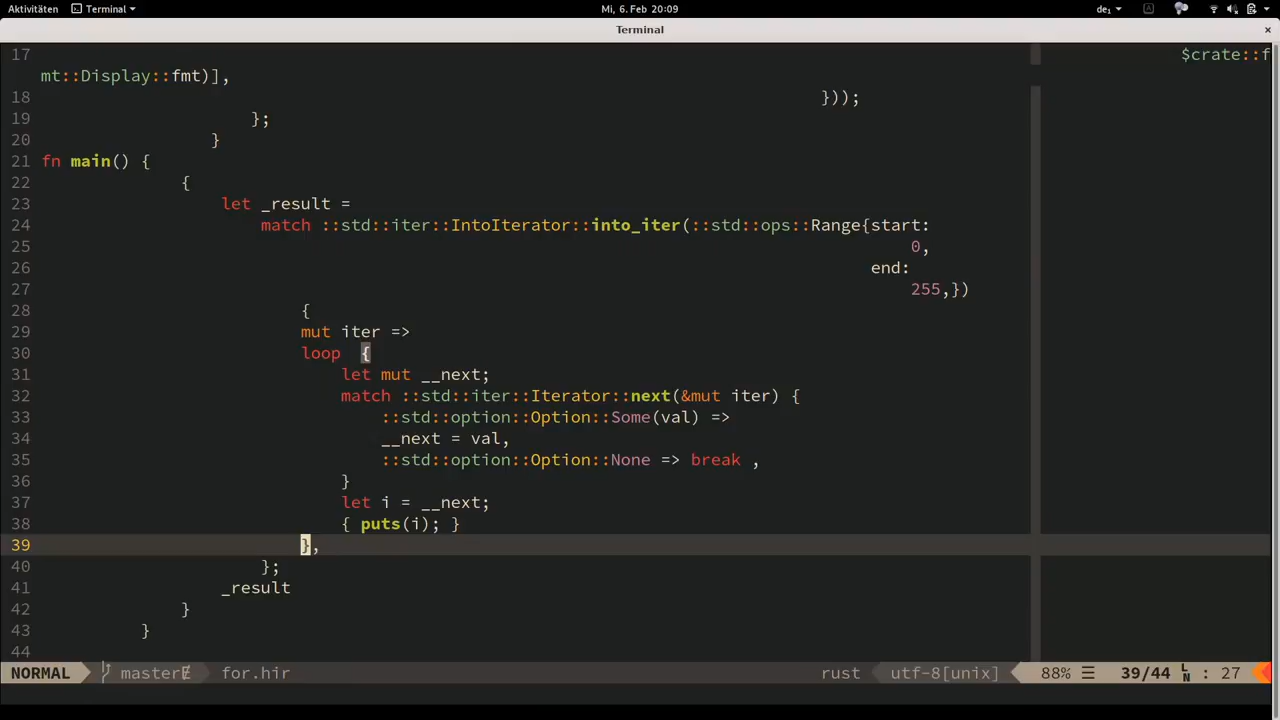 Aktivitäten Terminal Mi, 6. Feb 20:09 de₁
Terminal ×
17 $crate::f
mt::Display::fmt)],
18 }));
19 };
20 }
21 fn main() {
22 {
23 let _result =
24 match ::std::iter::IntoIterator::into_iter(::std::ops::Range{start:
25 0,
26 end:
27 255,})
28 {
29 mut iter =>
30 loop {
31 let mut __next;
32 match ::std::iter::Iterator::next(&mut iter) {
33 ::std::option::Option::Some(val) =>
34 __next = val,
35 ::std::option::Option::None => break ,
36 }
37 let i = __next;
38 { puts(i); }
39 },
40 };
41 _result
42 }
43 }
44
NORMAL masterɆ for.hir rust utf-8[unix] 88% ☰ 39/44 LN : 27